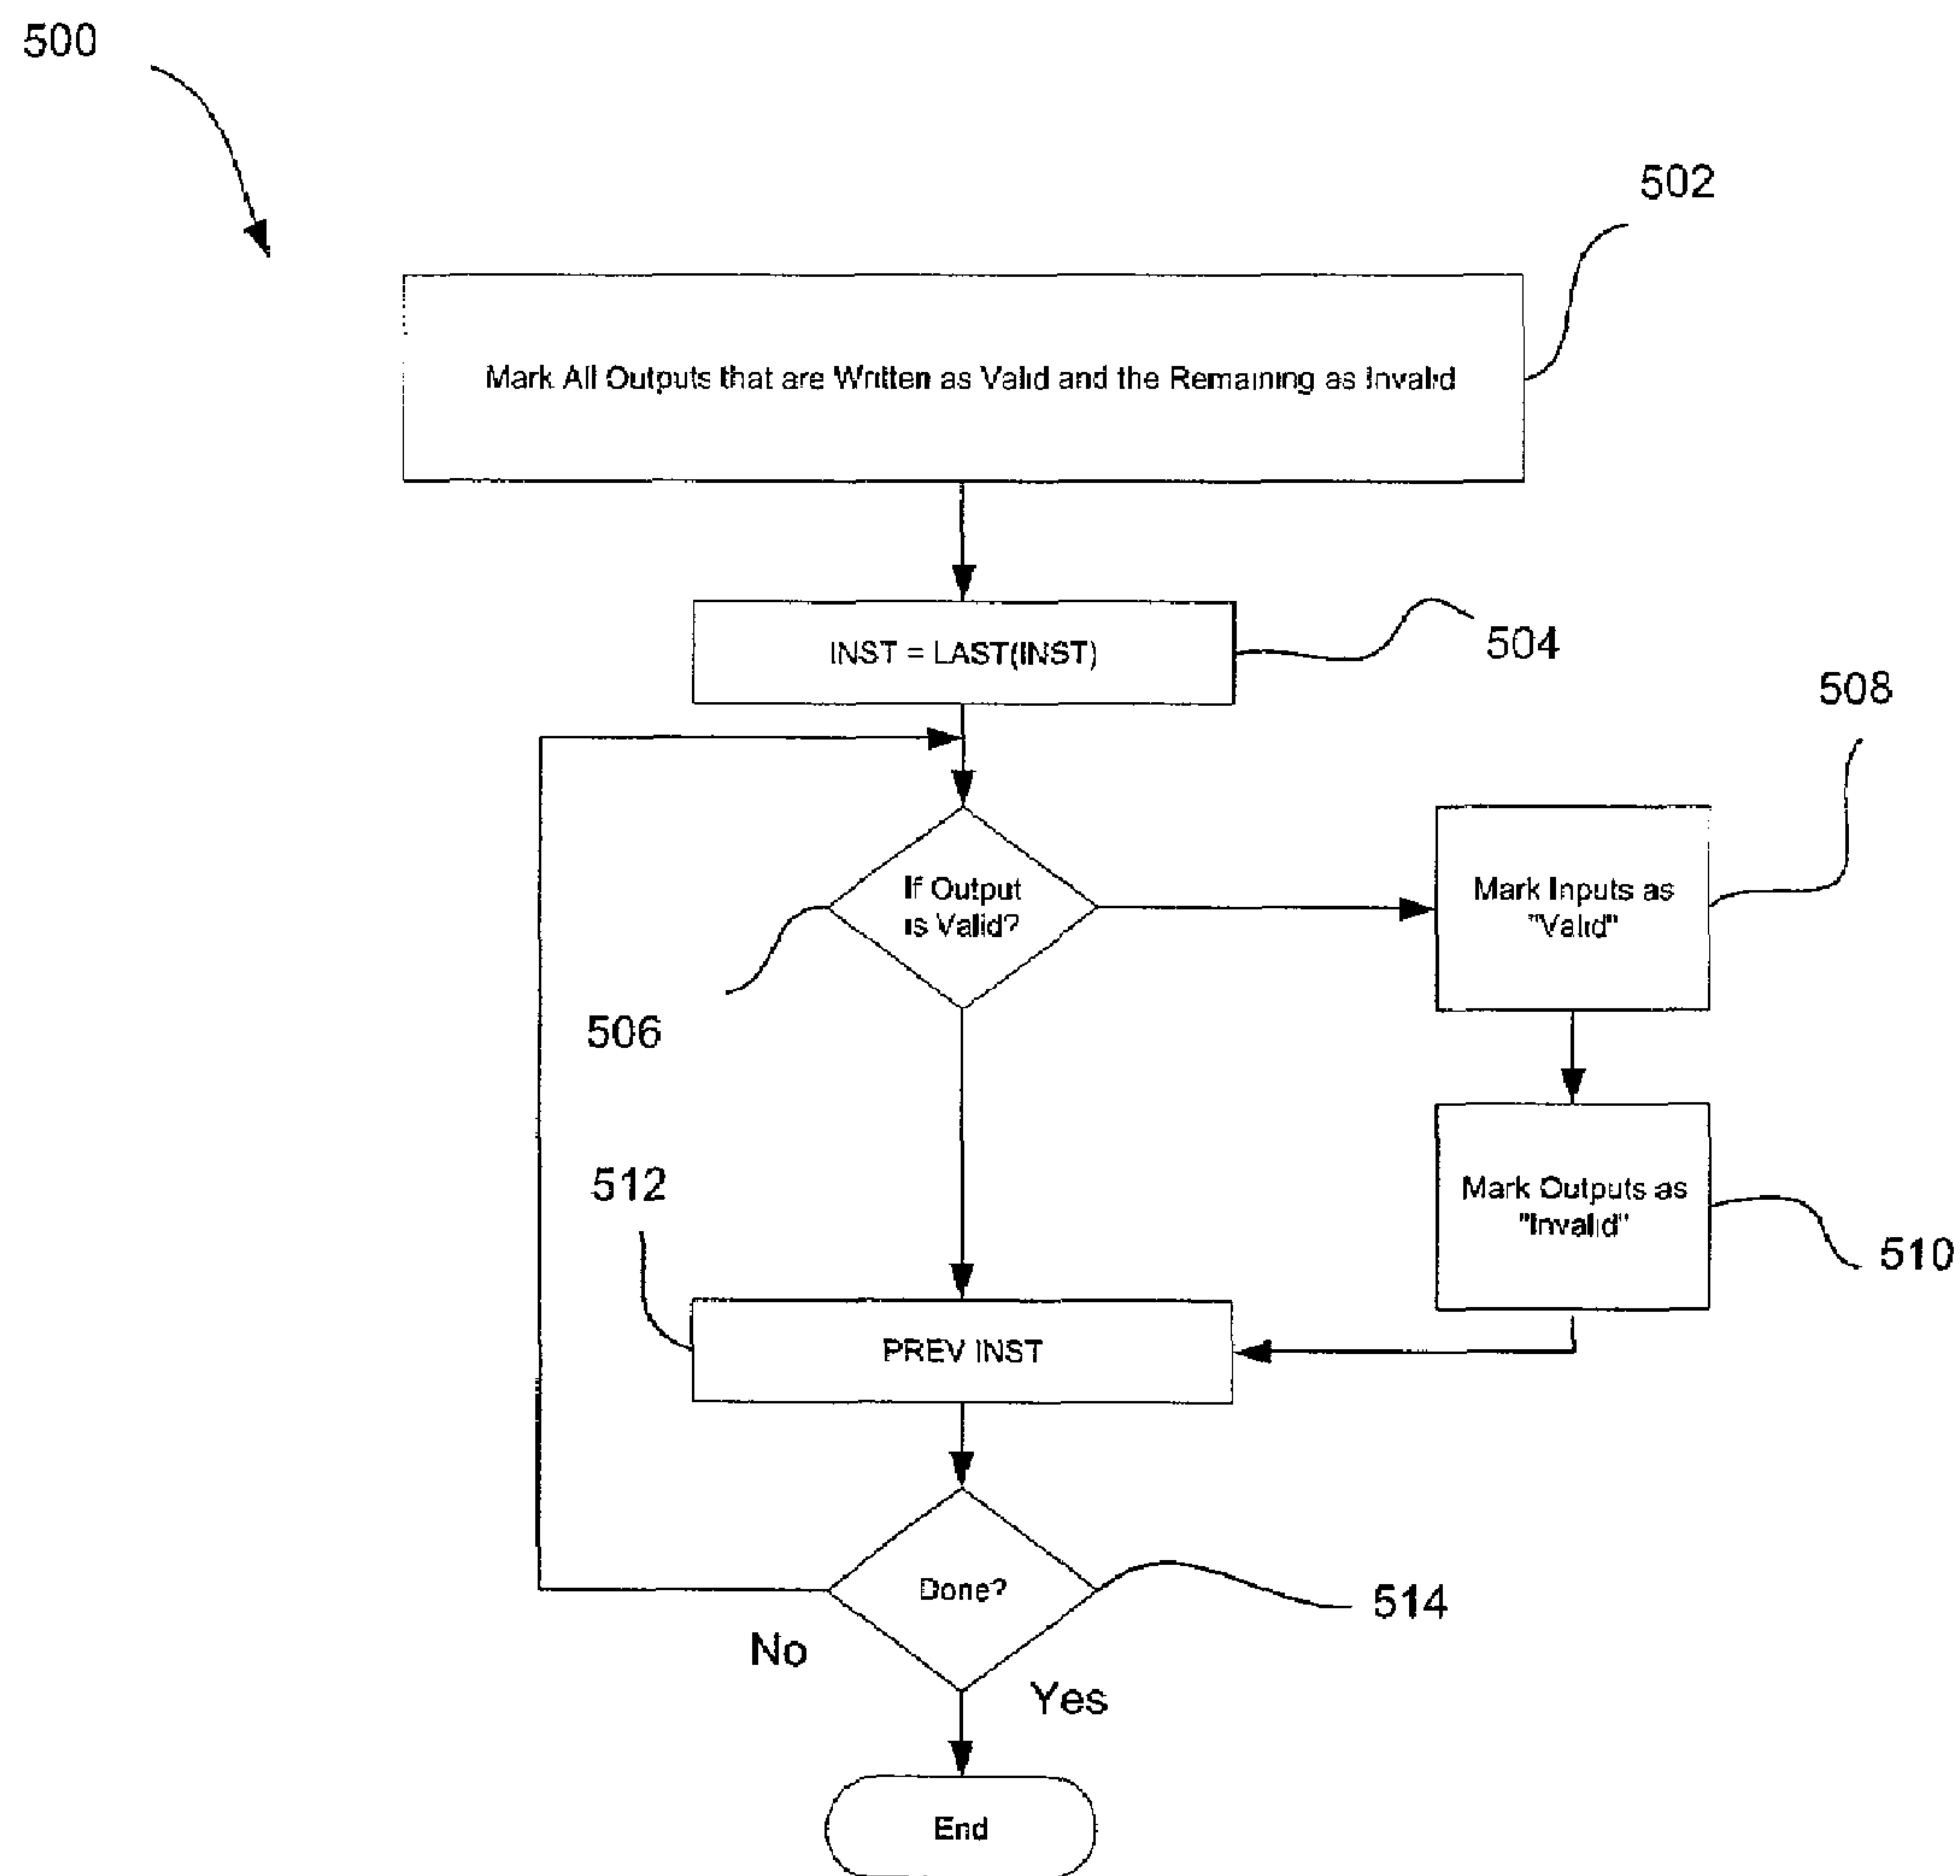 500
502
Mark All Outputs that are Written as Valid and the Remaining as Invalid
INST = LAST(INST)
504
508
If Output
is Valid?
Mark Inputs as
"Valid"
506
512
Mark Outputs as
"Invalid"
510
PREV INST
Done?
514
No
Yes
End